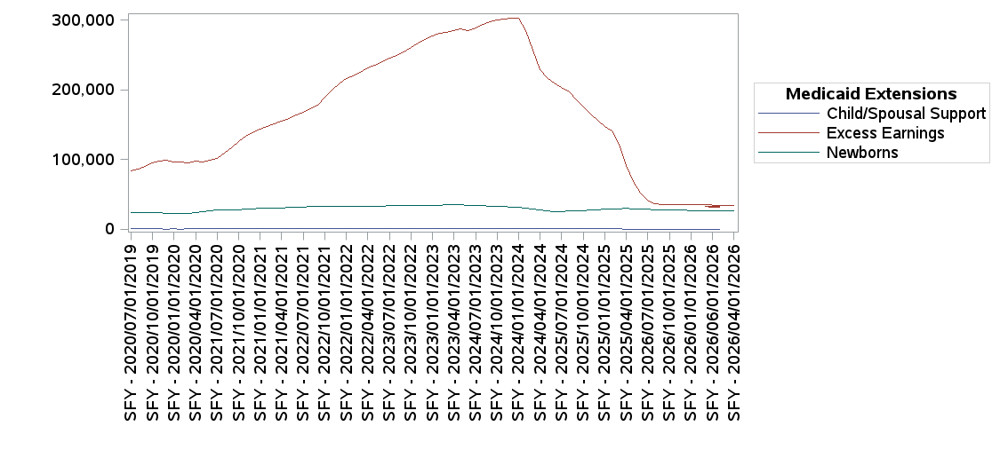 300,000
200,000
100,000
0
Medicaid Extensions
Child/Spousal Support
Excess Earnings
Newborns
SFY - 2020/07/01/2019
SFY - 2020/10/01/2019
SFY - 2020/01/01/2020
SFY - 2020/04/01/2020
SFY - 2021/07/01/2020
SFY - 2021/10/01/2020
SFY - 2021/01/01/2021
SFY - 2021/04/01/2021
SFY - 2022/07/01/2021
SFY - 2022/10/01/2021
SFY - 2022/01/01/2022
SFY - 2022/04/01/2022
SFY - 2023/07/01/2022
SFY - 2023/10/01/2022
SFY - 2023/01/01/2023
SFY - 2023/04/01/2023
SFY - 2024/07/01/2023
SFY - 2024/10/01/2023
SFY - 2024/01/01/2024
SFY - 2024/04/01/2024
SFY - 2025/07/01/2024
SFY - 2025/10/01/2024
SFY - 2025/01/01/2025
SFY - 2025/04/01/2025
SFY - 2026/07/01/2025
SFY - 2026/10/01/2025
SFY - 2026/01/01/2026
SFY - 2026/06/01/2026
SFY - 2026/04/01/2026